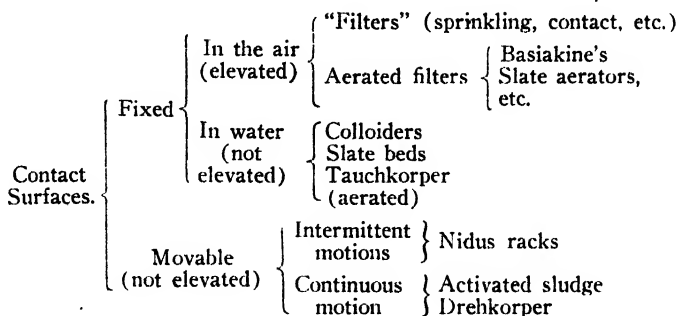 "Filters" (sprinkling, contact, etc.)
In the air
(elevated)
Aerated filters
Basiakine's
Slate aerators,
etc.
Fixed
In water
(not
elevated)
Colloiders
Slate beds
Tauchkorper
(aerated)
Contact
Surfaces.
Movable
(not elevated)
Intermittent
motions
Nidus racks
Continuous
motion
Activated sludge
Drehkorper